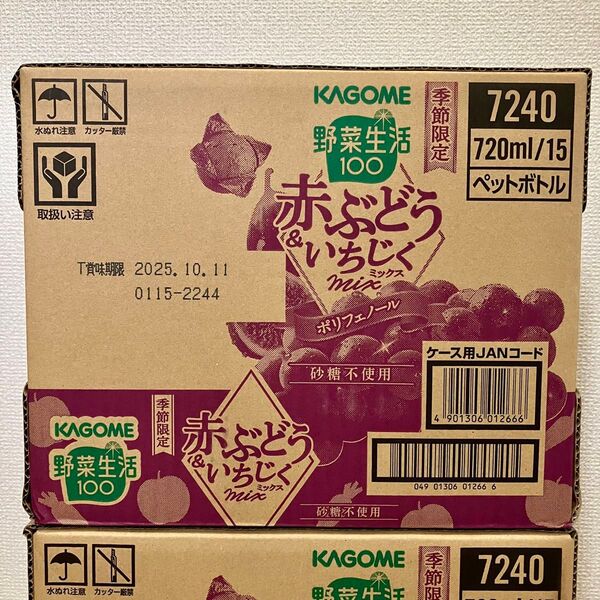 水ぬれ注意
カッター厳禁
取扱い注意
KAGOME
野菜生活
100
季節限定
7240
720ml/15
ペットボトル
赤ぶどう
&いちじく
ミックス
mix
ポリフェノール
砂糖不使用
T賞味期限 2025.10.11
0115-2244
ケース用JANコード
4 901306 012666
049 01306 01266 6
KAGOME
野菜生活
100
季節限定
赤ぶどう
&いちじく
ミックス
mix
砂糖不使用
水ぬれ注意
カッター厳禁
KAGOME
野菜生活
100
季節限
7240